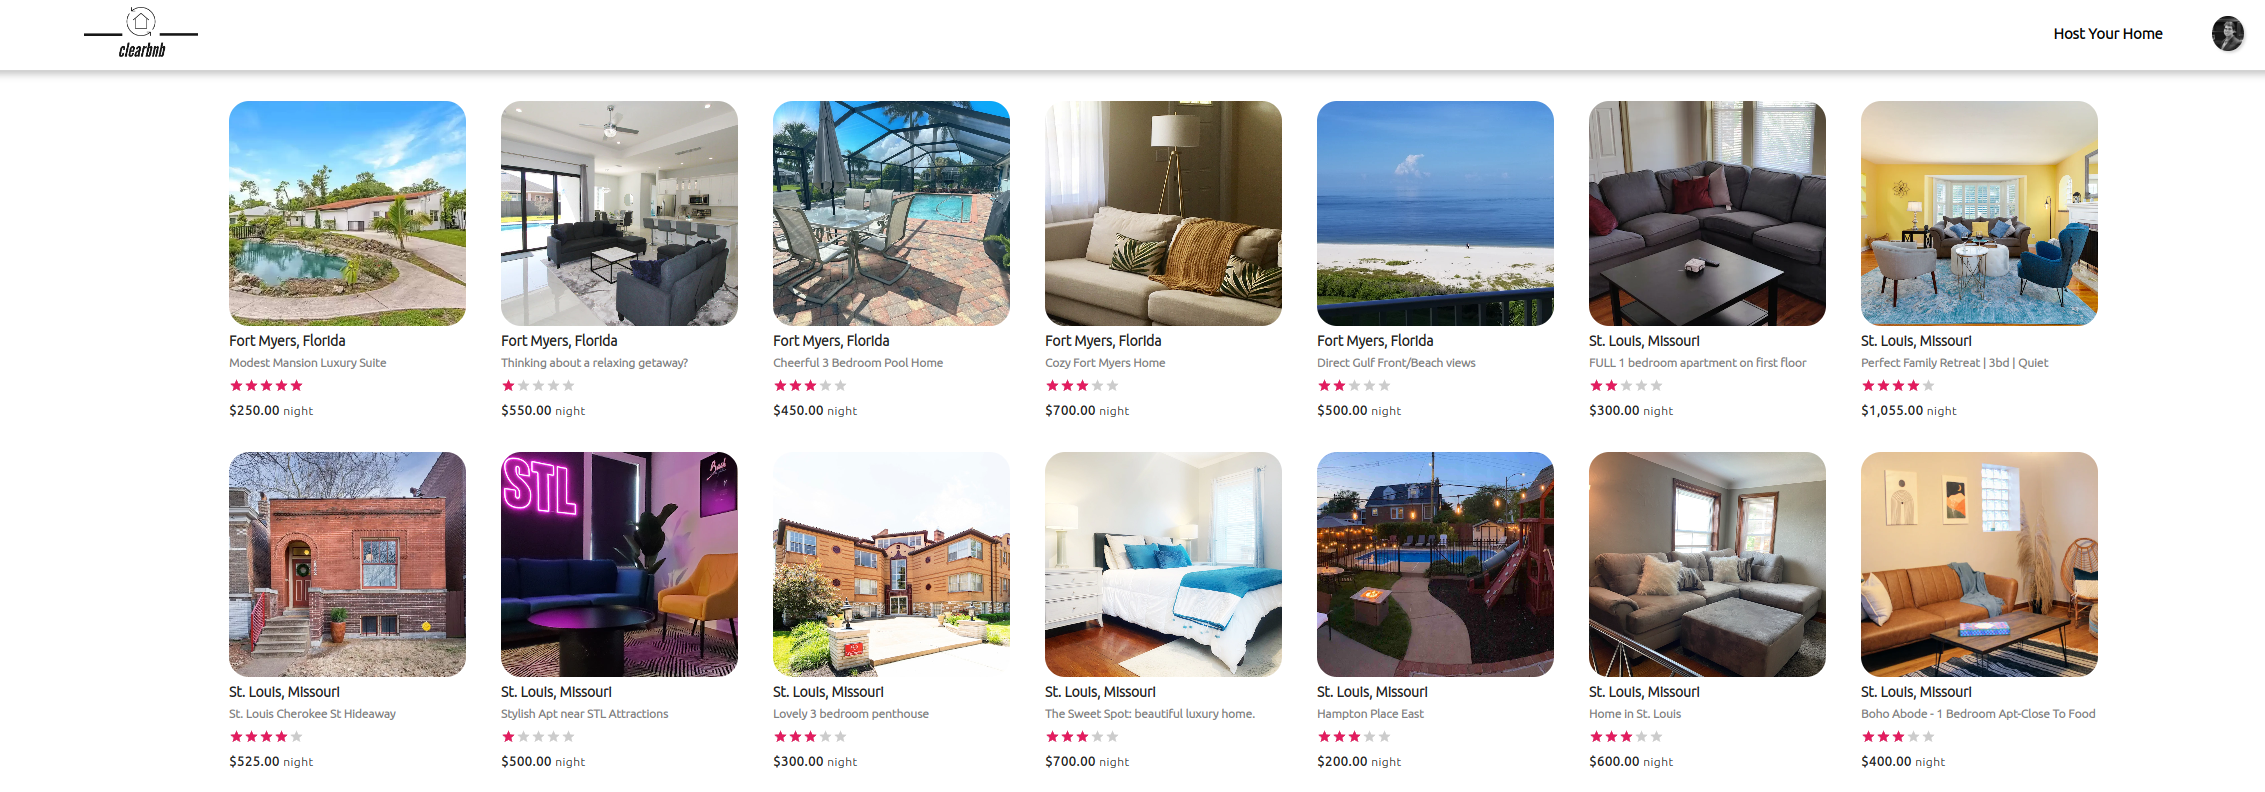 clearbnb
Host Your Home
Fort Myers, Florida
Modest Mansion Luxury Suite
$250.00 night
Fort Myers, Florida
Thinking about a relaxing getaway?
$550.00 night
Fort Myers, Florida
Cheerful 3 Bedroom Pool Home
$450.00 night
Fort Myers, Florida
Cozy Fort Myers Home
$700.00 night
Fort Myers, Florida
Direct Gulf Front/Beach views
$500.00 night
St. Louis, Missouri
FULL 1 bedroom apartment on first floor
$300.00 night
St. Louis, Missouri
Perfect Family Retreat | 3bd | Quiet
$1,055.00 night
St. Louis, Missouri
St. Louis Cherokee St Hideaway
$525.00 night
STL
St. Louis, Missouri
Stylish Apt near STL Attractions
$500.00 night
St. Louis, Missouri
Lovely 3 bedroom penthouse
$300.00 night
St. Louis, Missouri
The Sweet Spot: beautiful luxury home.
$700.00 night
St. Louis, Missouri
Hampton Place East
$200.00 night
St. Louis, Missouri
Home in St. Louis
$600.00 night
St. Louis, Missouri
Boho Abode - 1 Bedroom Apt-Close To Food
$400.00 night